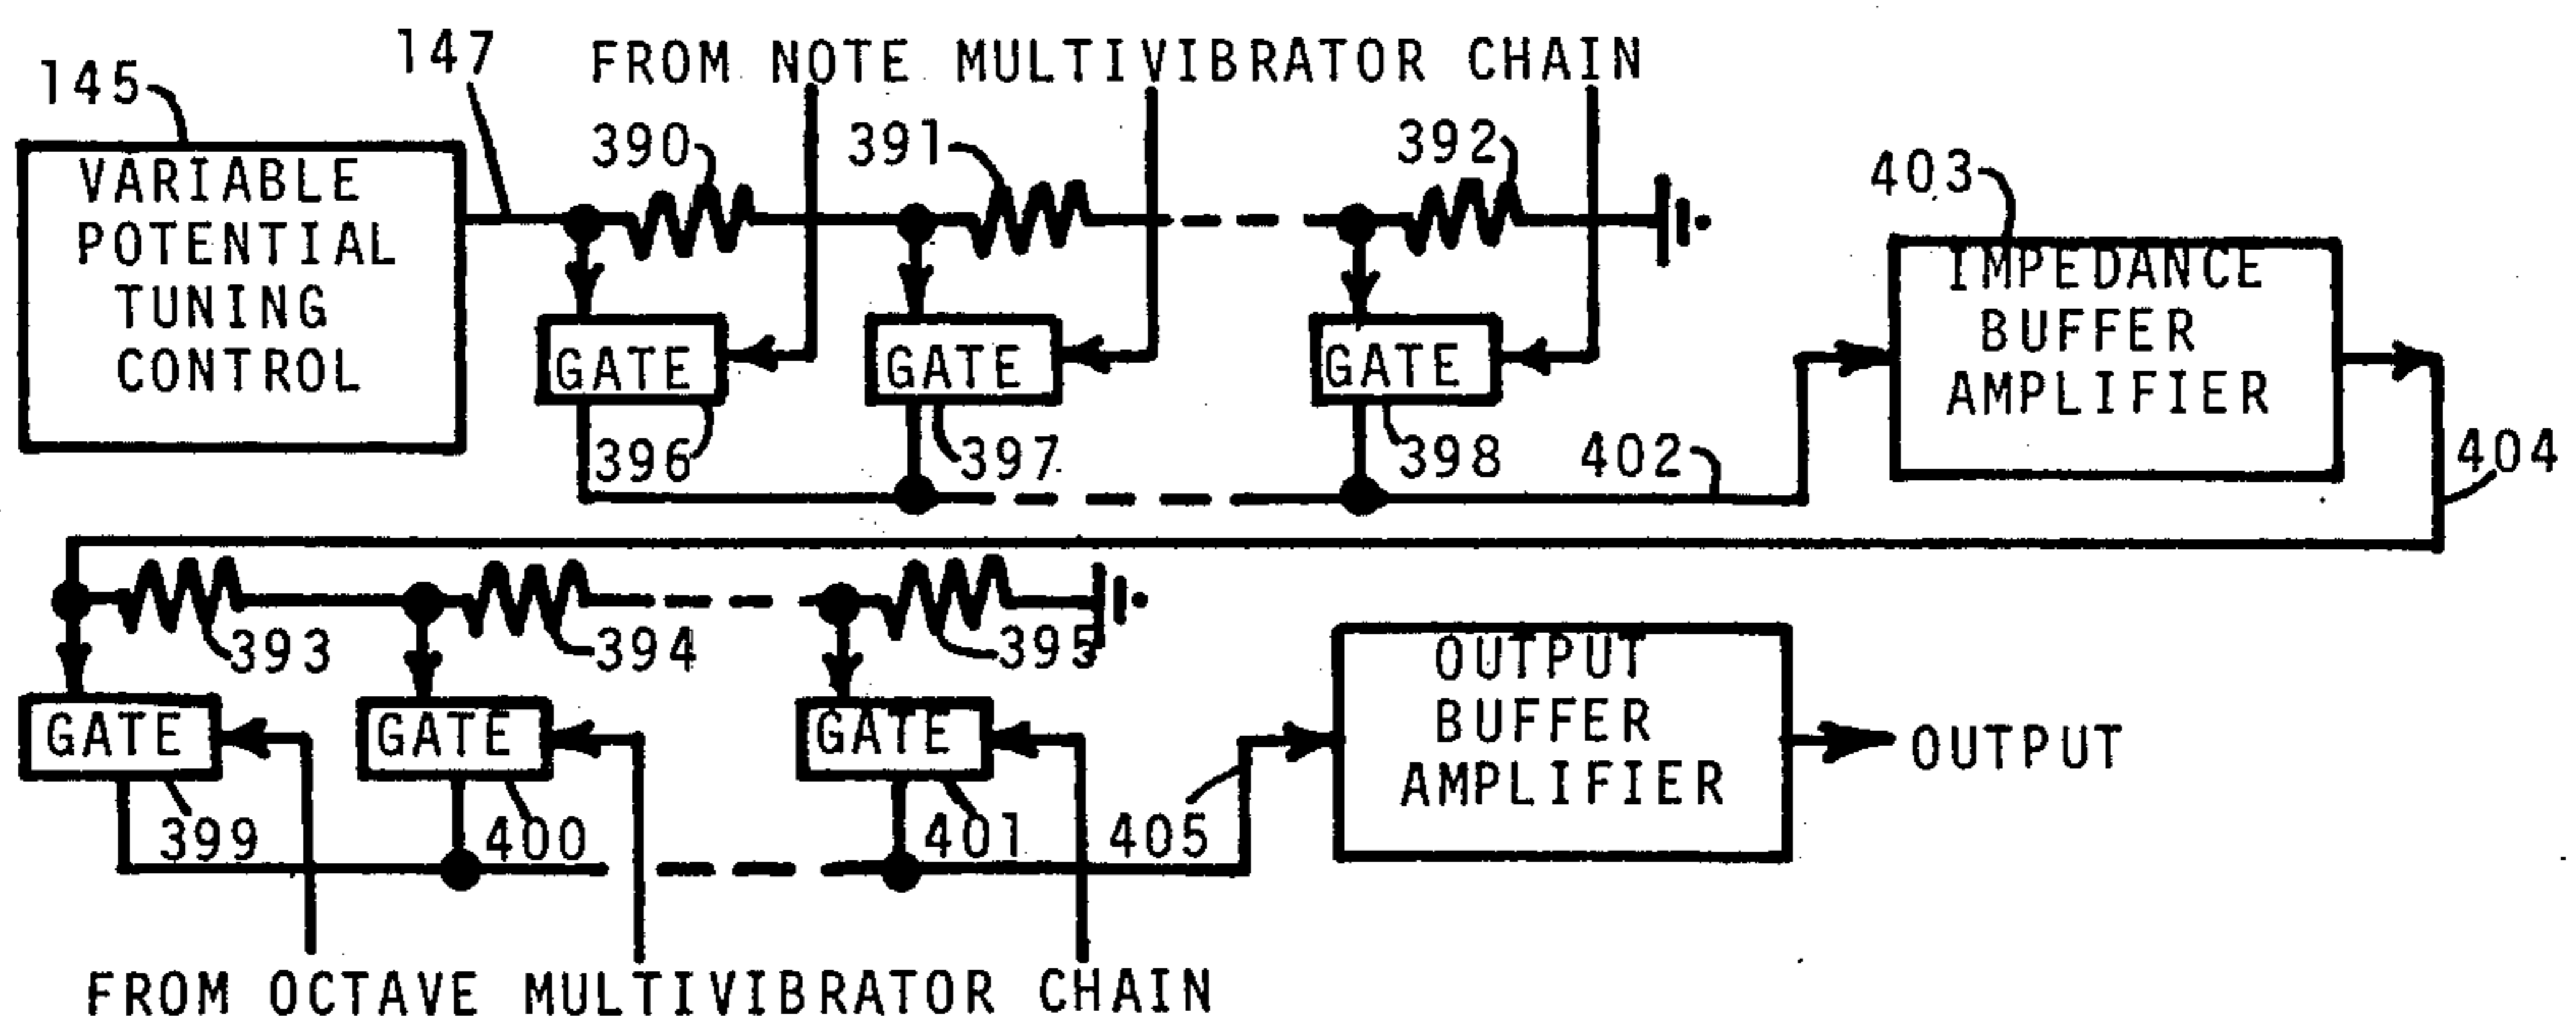 145
147
FROM NOTE MULTIVIBRATOR CHAIN
VARIABLE
POTENTIAL
TUNING
CONTROL
390
391
392
403
IMPEDANCE
BUFFER
AMPLIFIER
GATE
GATE
GATE
396
397
398
402
404
393
394
395
GATE
GATE
GATE
399
400
401
405
OUTPUT
BUFFER
AMPLIFIER
OUTPUT
FROM OCTAVE MULTIVIBRATOR CHAIN